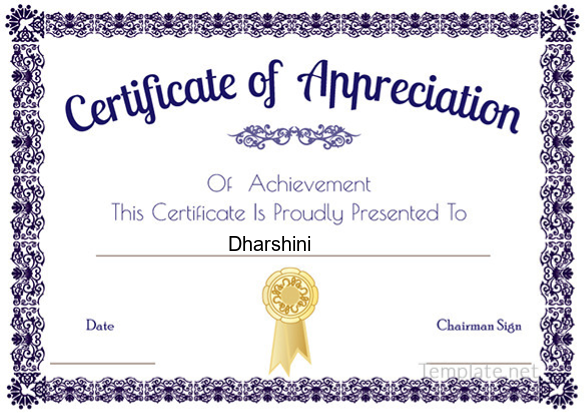 Certificate of Appreciation
Of Achievement
This Certificate Is Proudly Presented To
Dharshini
Date
Chairman Sign
Template.net